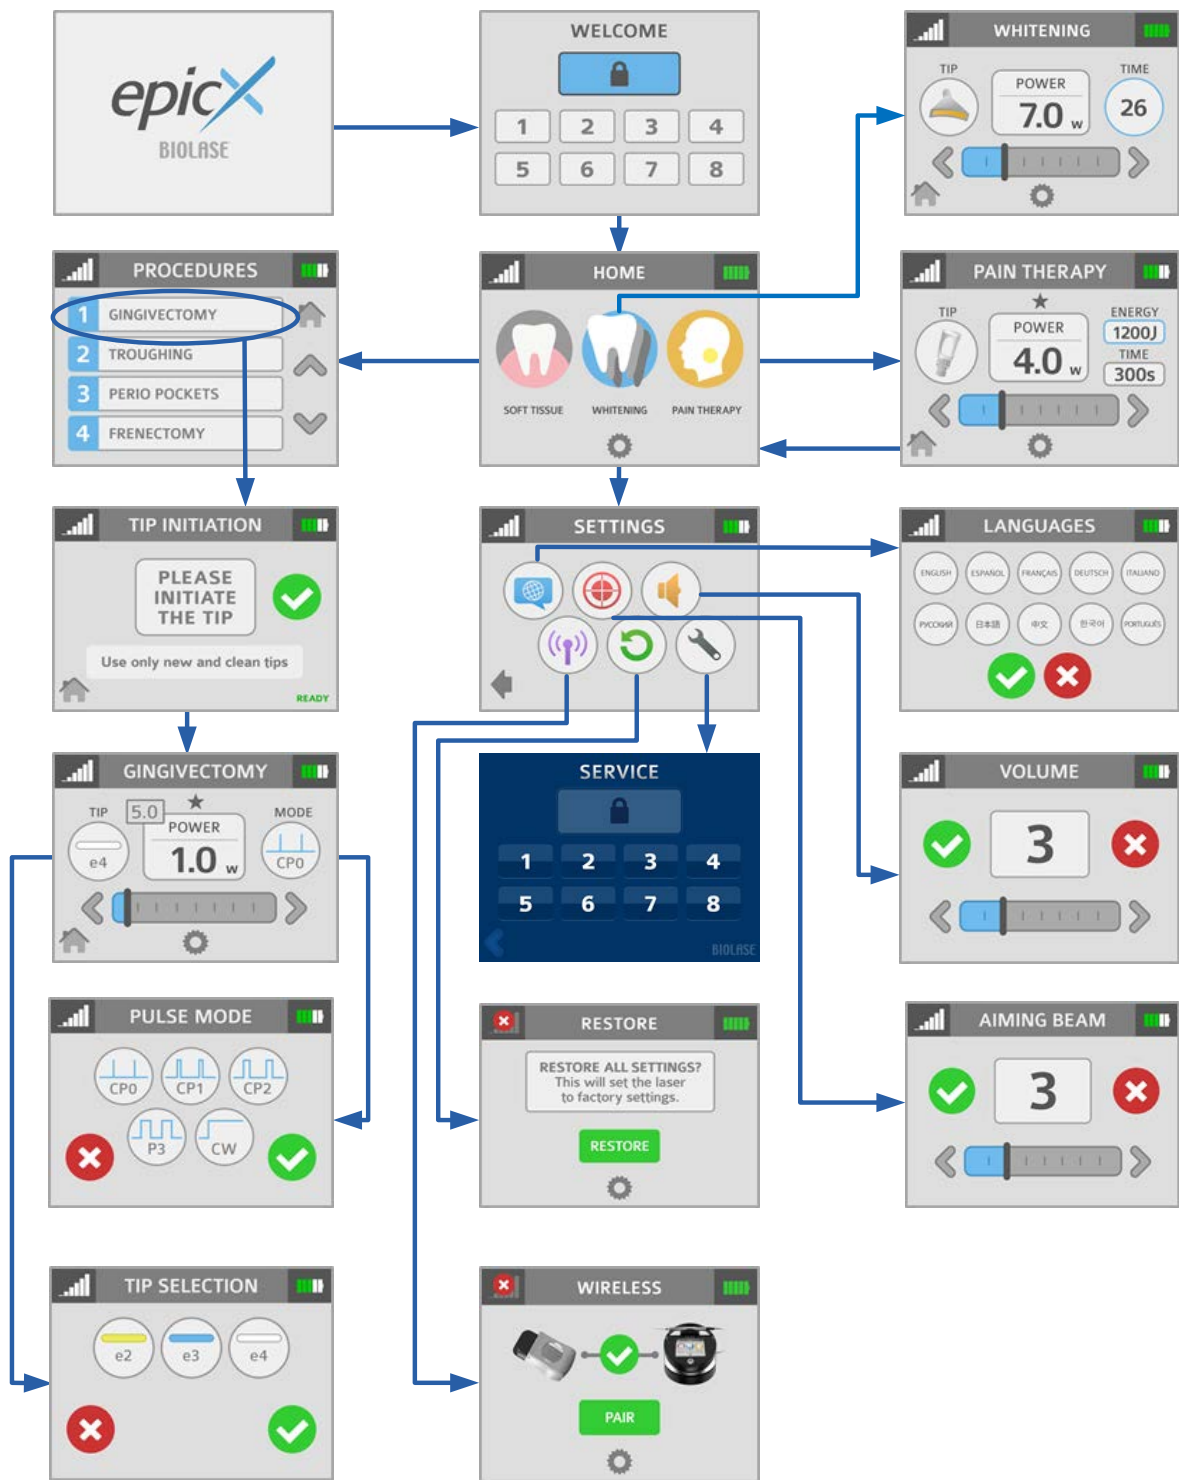 epicX
BIOLASE
WELCOME
1 2 3 4
5 6 7 8
WHITENING
TIP
POWER
7.0 w
TIME
26
PROCEDURES
1 GINGIVECTOMY
2 TROUGHING
3 PERIO POCKETS
4 FRENECTOMY
HOME
SOFT TISSUE
WHITENING
PAIN THERAPY
PAIN THERAPY
TIP
POWER
4.0 w
ENERGY
1200J
TIME
300s
TIP INITIATION
PLEASE
INITIATE
THE TIP
Use only new and clean tips
READY
SETTINGS
LANGUAGES
ENGLISH ESPAÑOL FRANÇAIS DEUTSCH ITALIANO
РУССКИЙ 日本語 中文 한국어 PORTUGUÊS
GINGIVECTOMY
TIP
e4
5.0
POWER
1.0 w
MODE
CP0
SERVICE
1 2 3 4
5 6 7 8
BIOLASE
VOLUME
3
PULSE MODE
CP0 CP1 CP2
P3 CW
RESTORE
RESTORE ALL SETTINGS?
This will set the laser
to factory settings.
RESTORE
AIMING BEAM
3
TIP SELECTION
e2 e3 e4
WIRELESS
PAIR